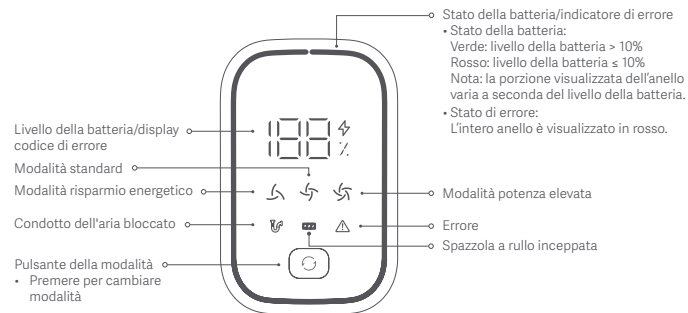 Stato della batteria/indicatore di errore
• Stato della batteria:
Verde: livello della batteria > 10%
Rosso: livello della batteria ≤ 10%
Nota: la porzione visualizzata dell'anello
varia a seconda del livello della batteria.
• Stato di errore:
L'intero anello è visualizzato in rosso.
Livello della batteria/display
codice di errore
188 %
Modalità standard
Modalità risparmio energetico
Modalità potenza elevata
Condotto dell'aria bloccato
Errore
Spazzola a rullo inceppata
Pulsante della modalità
• Premere per cambiare
modalità